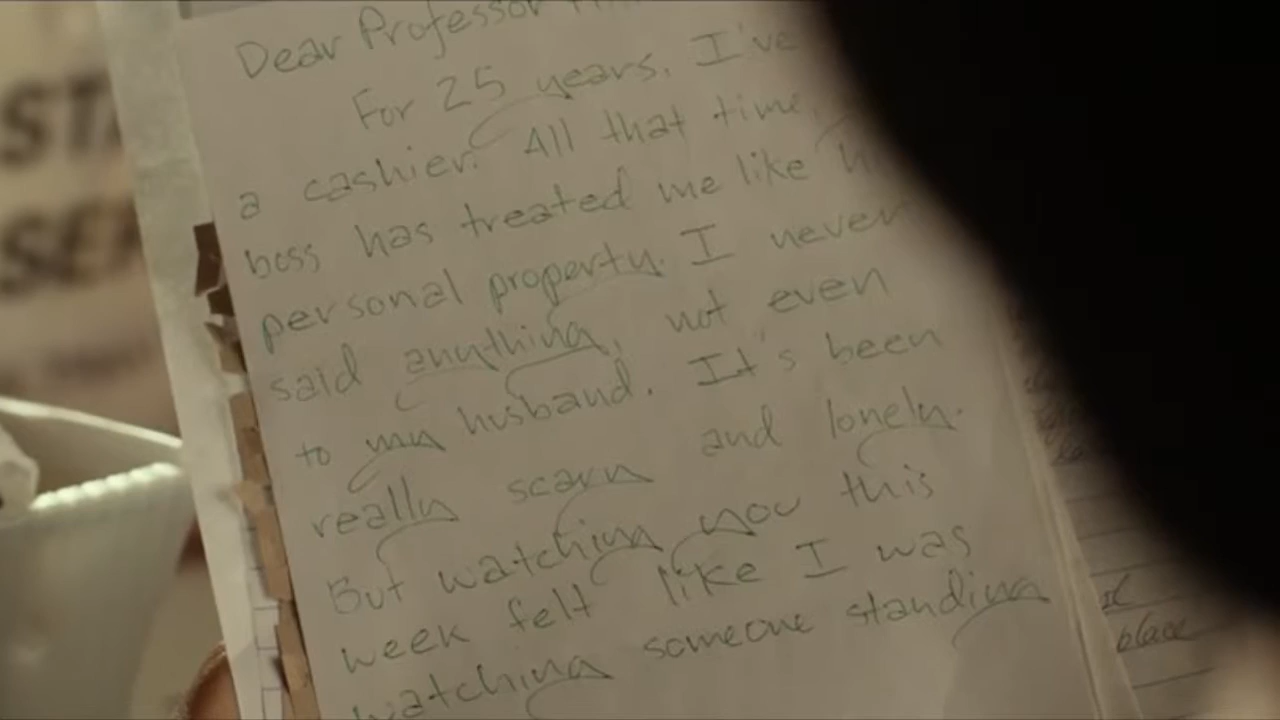 Dear Professor
For 25 years, I've
a cashier. All that time,
boss has treated me like
personal property. I never
said anything, not even
to my husband. It's been
really scary and lonely.
But watching you this
week felt like I was
watching someone standing
place